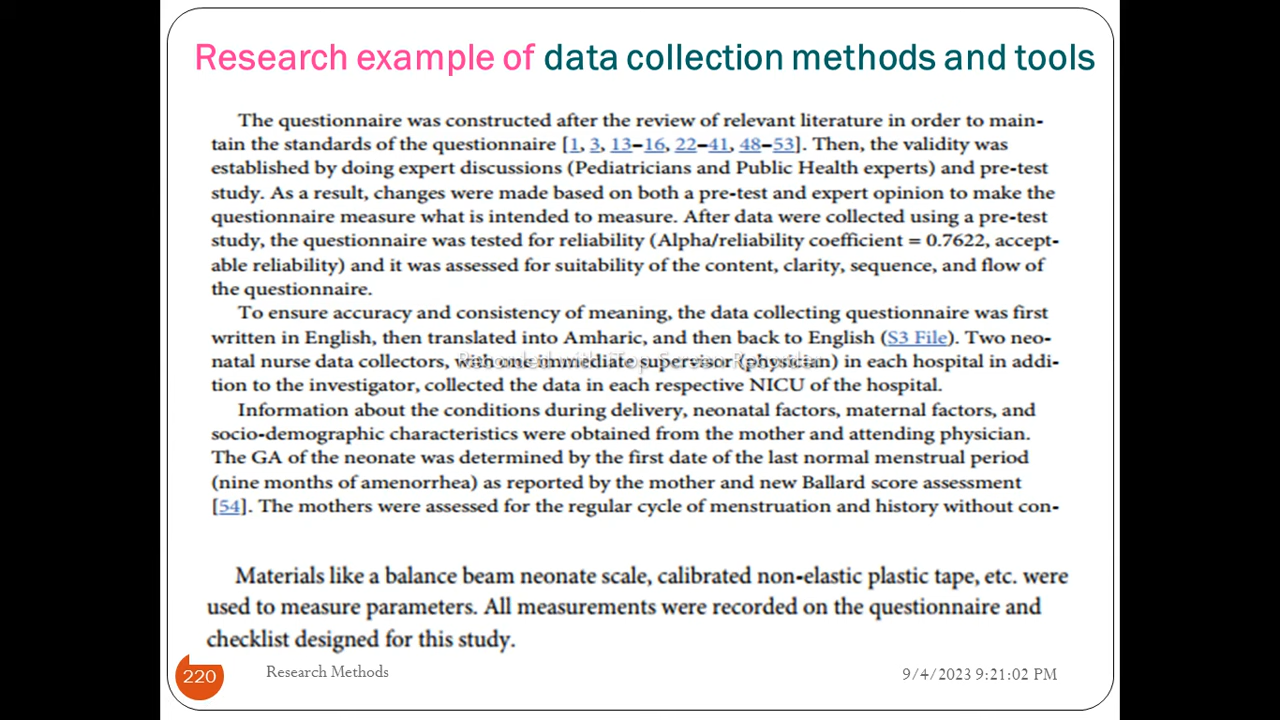 Research example of data collection methods and tools
The questionnaire was constructed after the review of relevant literature in order to main-
tain the standards of the questionnaire [1, 3, 13–16, 22–41, 48–53]. Then, the validity was
established by doing expert discussions (Pediatricians and Public Health experts) and pre-test
study. As a result, changes were made based on both a pre-test and expert opinion to make the
questionnaire measure what is intended to measure. After data were collected using a pre-test
study, the questionnaire was tested for reliability (Alpha/reliability coefficient = 0.7622, accept-
able reliability) and it was assessed for suitability of the content, clarity, sequence, and flow of
the questionnaire.
To ensure accuracy and consistency of meaning, the data collecting questionnaire was first
written in English, then translated into Amharic, and then back to English (S3 File). Two neo-
natal nurse data collectors, with one immediate supervisor (physician) in each hospital in addi-
tion to the investigator, collected the data in each respective NICU of the hospital.
Information about the conditions during delivery, neonatal factors, maternal factors, and
socio-demographic characteristics were obtained from the mother and attending physician.
The GA of the neonate was determined by the first date of the last normal menstrual period
(nine months of amenorrhea) as reported by the mother and new Ballard score assessment
[54]. The mothers were assessed for the regular cycle of menstruation and history without con-
Materials like a balance beam neonate scale, calibrated non-elastic plastic tape, etc. were
used to measure parameters. All measurements were recorded on the questionnaire and
checklist designed for this study.
220
Research Methods
9/4/2023 9:21:02 PM
Recorded with iTop Screen Recorder